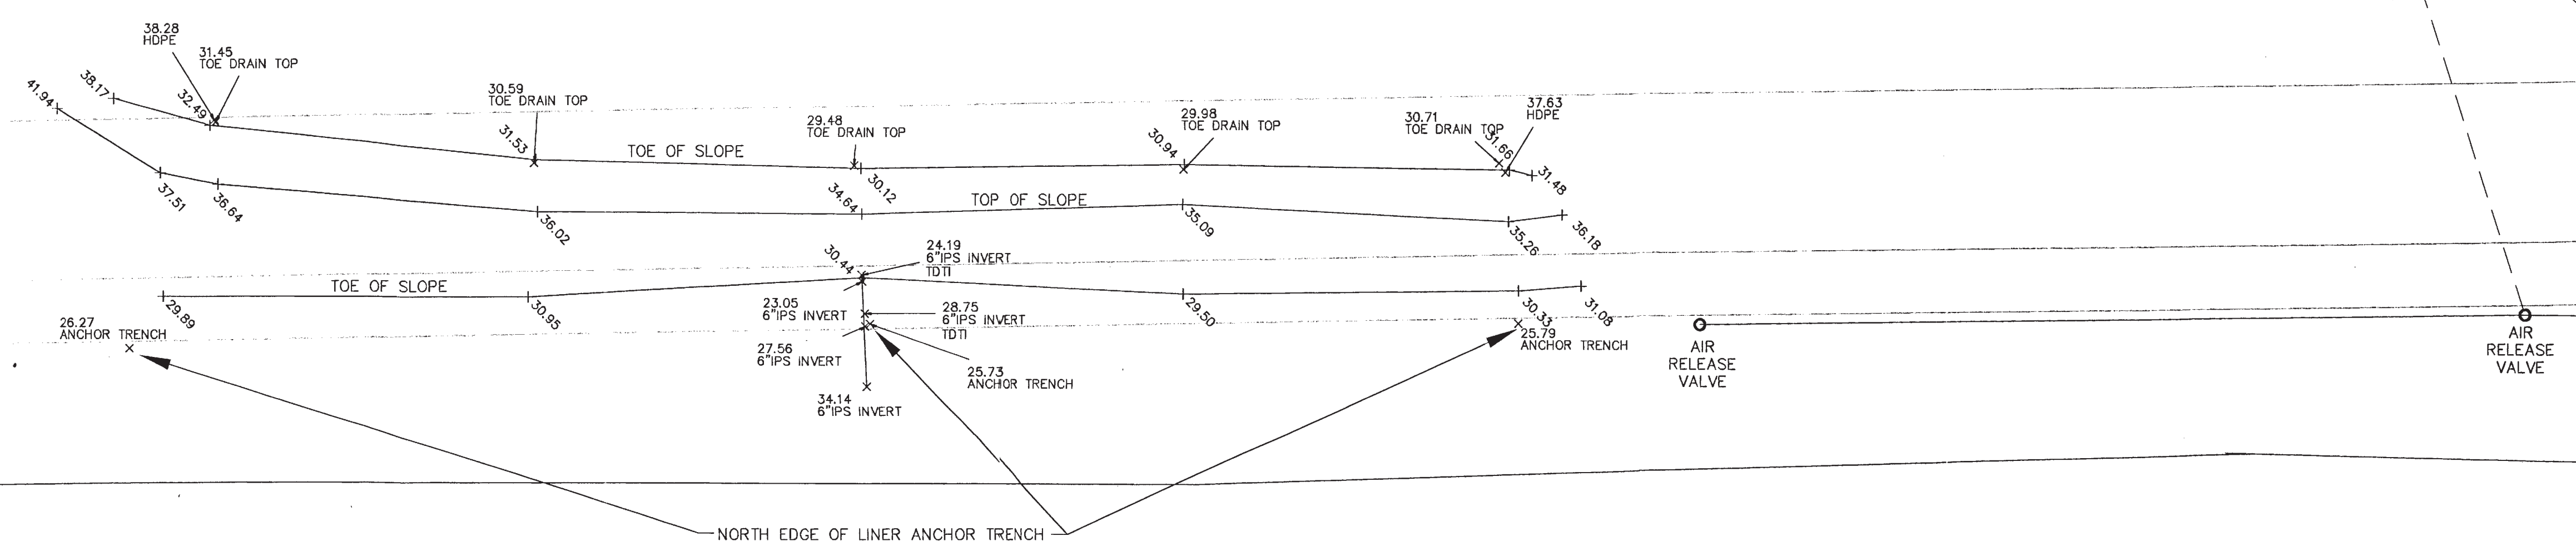 38.28
HDPE
31.45
TOE DRAIN TOP
41.94
38.17
32.49
30.59
TOE DRAIN TOP
31.53
TOE OF SLOPE
29.48
TOE DRAIN TOP
30.12
29.98
TOE DRAIN TOP
30.94
30.71
TOE DRAIN TOP
31.66
37.63
HDPE
31.48
37.51
36.64
36.02
34.64
TOP OF SLOPE
35.09
35.26
36.18
30.44
24.19
6"IPS INVERT
TDTI
TOE OF SLOPE
29.89
30.95
23.05
6"IPS INVERT
28.75
6"IPS INVERT
TDTI
29.50
30.33
31.08
26.27
ANCHOR TRENCH
27.56
6"IPS INVERT
25.73
ANCHOR TRENCH
25.79
ANCHOR TRENCH
34.14
6"IPS INVERT
AIR
RELEASE
VALVE
AIR
RELEASE
VALVE
NORTH EDGE OF LINER ANCHOR TRENCH